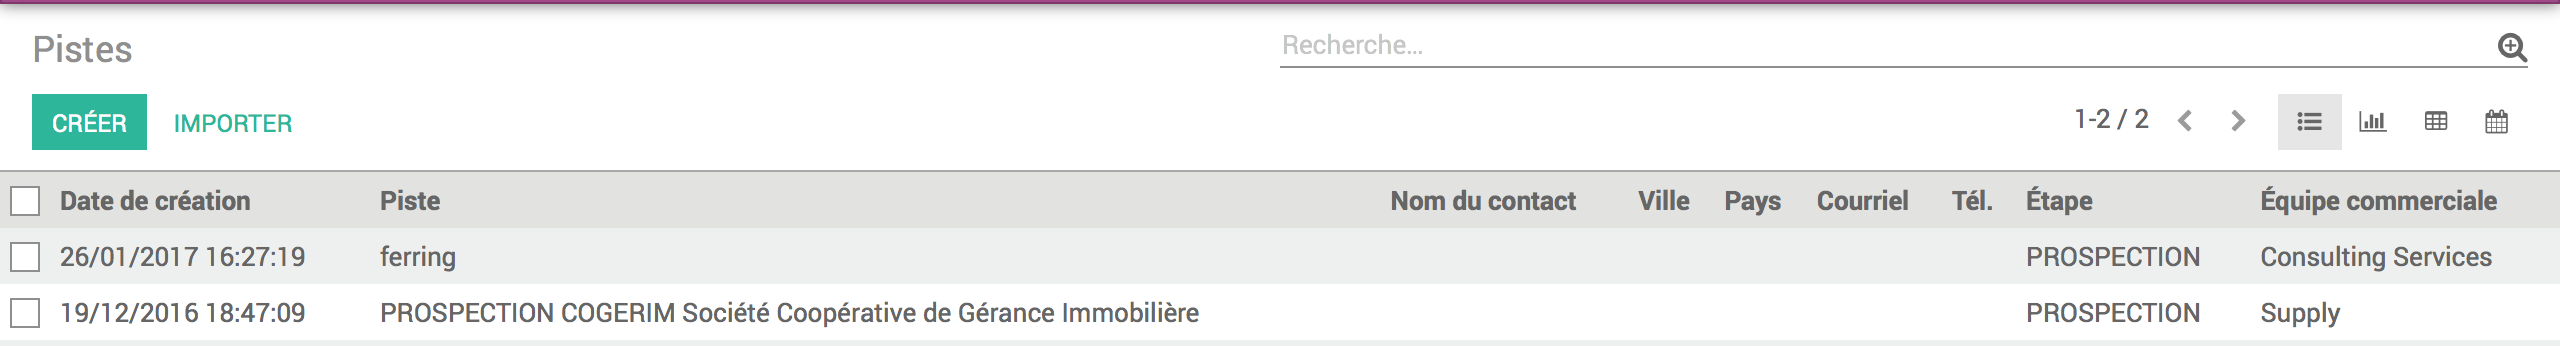 Pistes
Recherche...
CRÉER IMPORTER
1-2 / 2
Date de création Piste Nom du contact Ville Pays Courriel Tél. Étape Équipe commerciale
26/01/2017 16:27:19 ferring PROSPECTION Consulting Services
19/12/2016 18:47:09 PROSPECTION COGERIM Société Coopérative de Gérance Immobilière PROSPECTION Supply